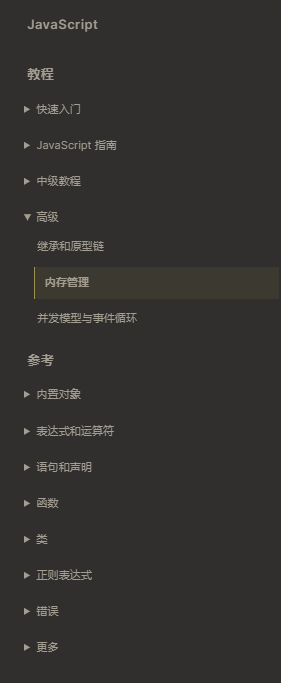 JavaScript
教程
快速入门
JavaScript 指南
中级教程
高级
继承和原型链
内存管理
并发模型与事件循环
参考
内置对象
表达式和运算符
语句和声明
函数
类
正则表达式
错误
更多